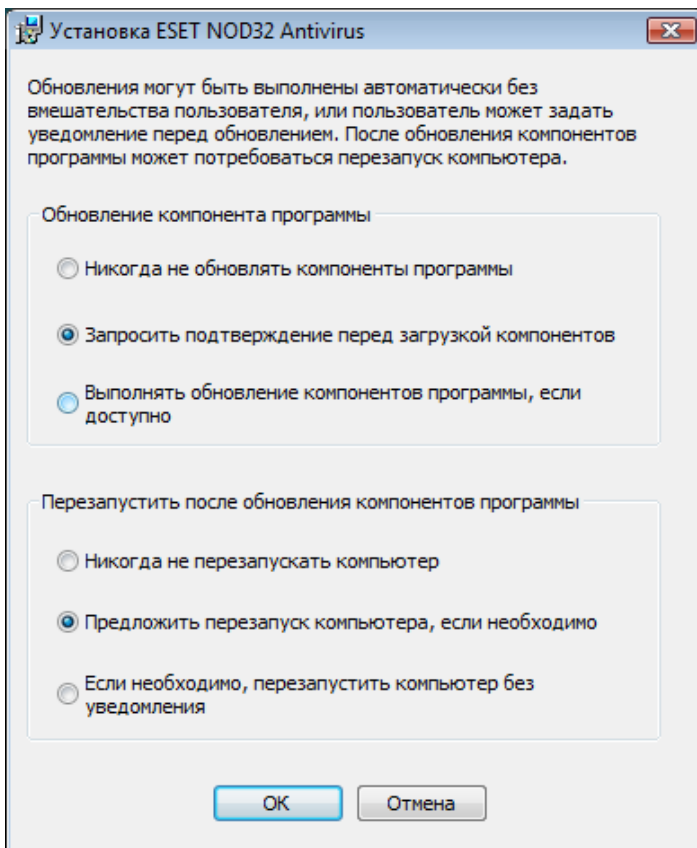 Установка ESET NOD32 Antivirus
Обновления могут быть выполнены автоматически без
вмешательства пользователя, или пользователь может задать
уведомление перед обновлением. После обновления компонентов
программы может потребоваться перезапуск компьютера.
Обновление компонента программы
Никогда не обновлять компоненты программы
Запросить подтверждение перед загрузкой компонентов
Выполнять обновление компонентов программы, если
доступно
Перезапустить после обновления компонентов программы
Никогда не перезапускать компьютер
Предложить перезапуск компьютера, если необходимо
Если необходимо, перезапустить компьютер без
уведомления
ОК
Отмена